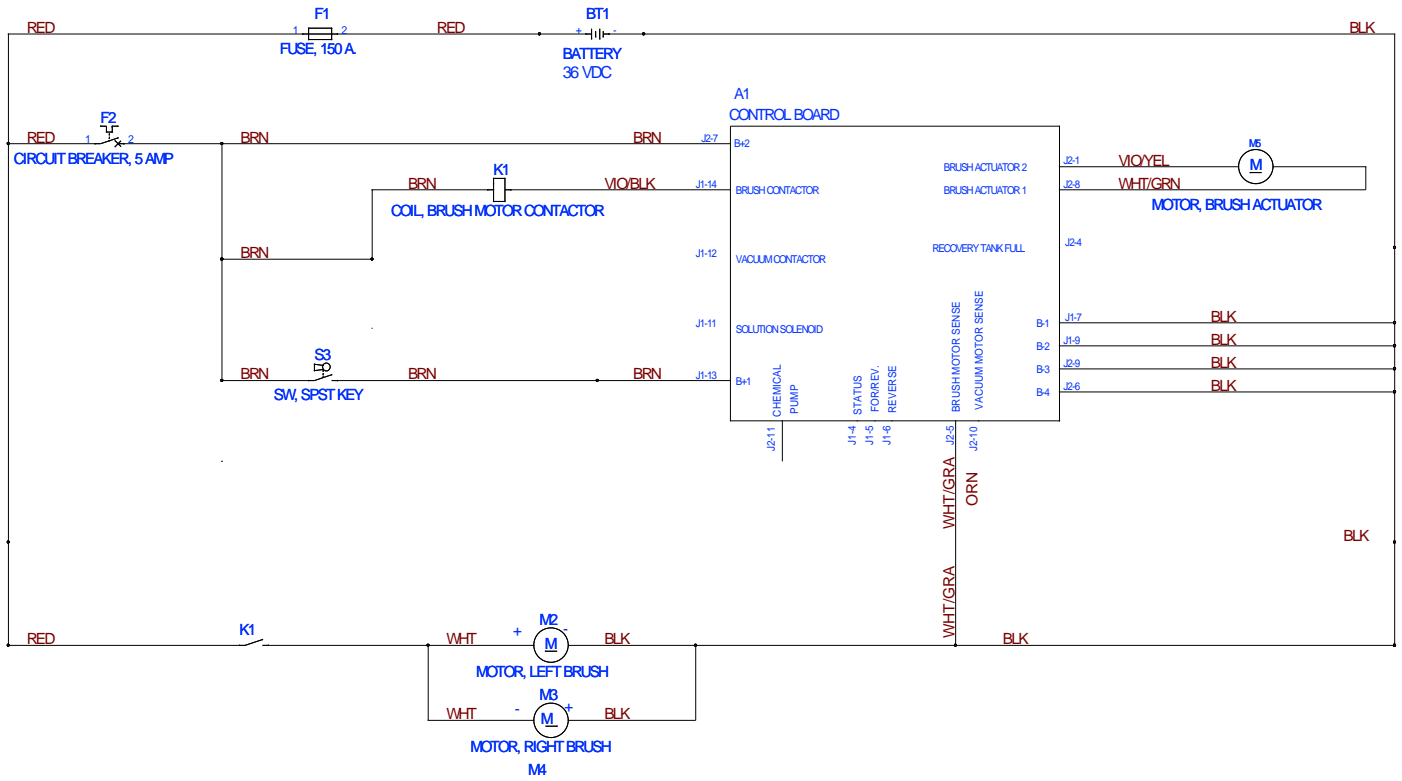 F1
BT1
RED
1
2
RED
+
-
BLK
FUSE, 150 A.
BATTERY
36 VDC
A1
CONTROL BOARD
F2
RED
1
2
BRN
BRN
J2-7
B+2
CIRCUIT BREAKER, 5 AMP
M5
K1
BRUSH ACTUATOR 2
J2-1
VIO/YEL
M
BRN
VIO/BLK
J1-14
BRUSH CONTACTOR
BRUSH ACTUATOR 1
J2-8
WHT/GRN
COIL, BRUSH MOTOR CONTACTOR
MOTOR, BRUSH ACTUATOR
BRN
J1-12
VACUUM CONTACTOR
RECOVERY TANK FULL
J2-4
J1-11
SOLUTION SOLENOID
B-1
J1-7
BLK
B-2
J1-9
BLK
B-3
J2-9
BLK
B-4
J2-6
BLK
S3
BRN
BRN
BRN
J1-13
B+1
SW, SPST KEY
CHEMICAL
PUMP
STATUS
FOR/REV.
REVERSE
BRUSH MOTOR SENSE
VACUUM MOTOR SENSE
J2-11
J1-4
J1-5
J1-6
J2-5
J2-10
WHT/GRA
ORN
BLK
WHT/GRA
K1
M2
RED
WHT
+
M
-
BLK
BLK
MOTOR, LEFT BRUSH
M3
WHT
-
M
+
BLK
MOTOR, RIGHT BRUSH
M4